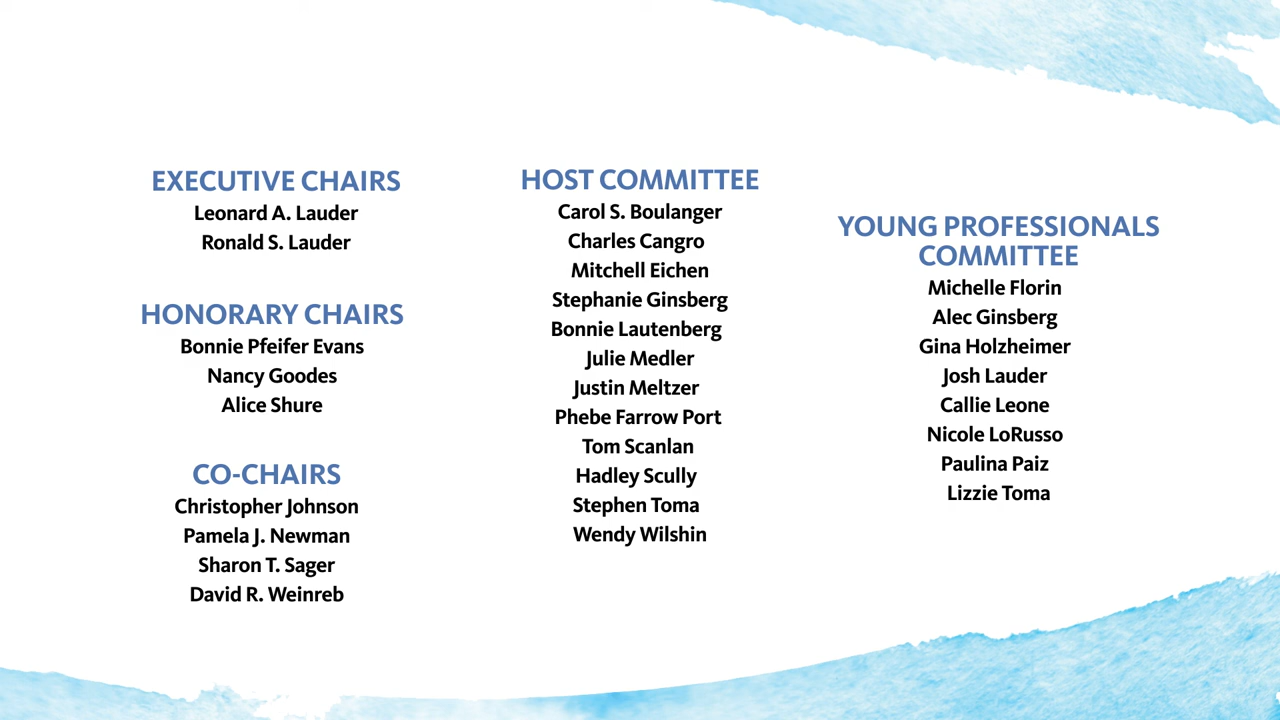 EXECUTIVE CHAIRS
Leonard A. Lauder
Ronald S. Lauder
HONORARY CHAIRS
Bonnie Pfeifer Evans
Nancy Goodes
Alice Shure
CO-CHAIRS
Christopher Johnson
Pamela J. Newman
Sharon T. Sager
David R. Weinreb
HOST COMMITTEE
Carol S. Boulanger
Charles Cangro
Mitchell Eichen
Stephanie Ginsberg
Bonnie Lautenberg
Julie Medler
Justin Meltzer
Phebe Farrow Port
Tom Scanlan
Hadley Scully
Stephen Toma
Wendy Wilshin
YOUNG PROFESSIONALS
COMMITTEE
Michelle Florin
Alec Ginsberg
Gina Holzheimer
Josh Lauder
Callie Leone
Nicole LoRusso
Paulina Paiz
Lizzie Toma